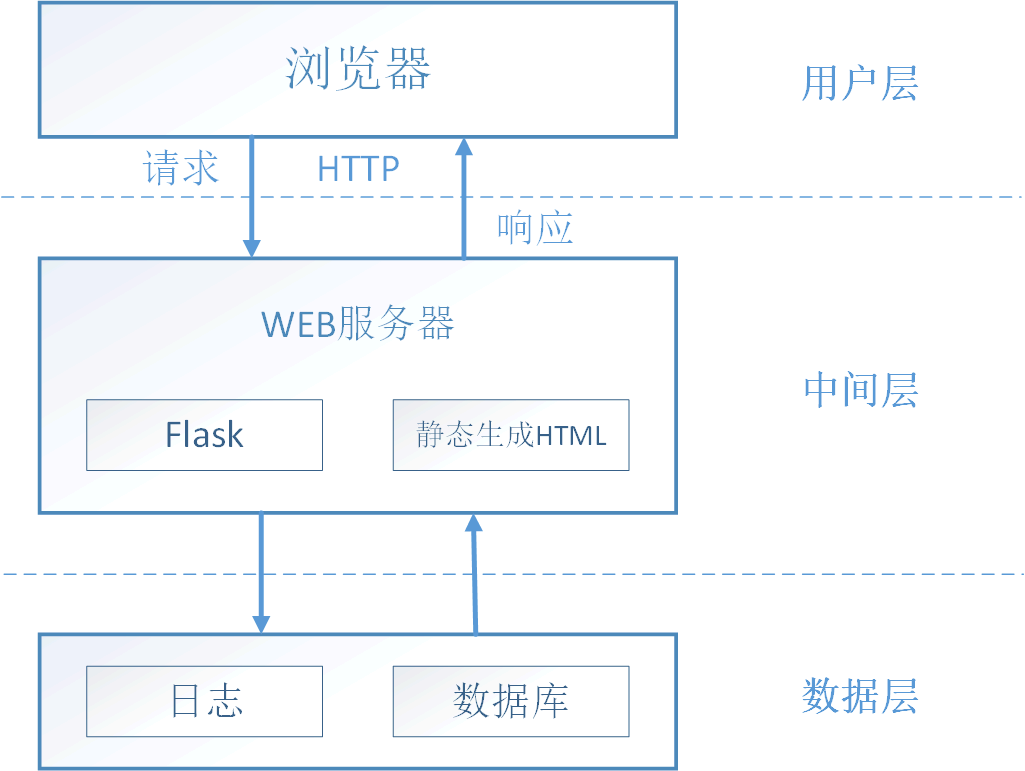 浏览器
用户层
请求
HTTP
响应
WEB服务器
中间层
Flask
静态生成HTML
日志
数据库
数据层